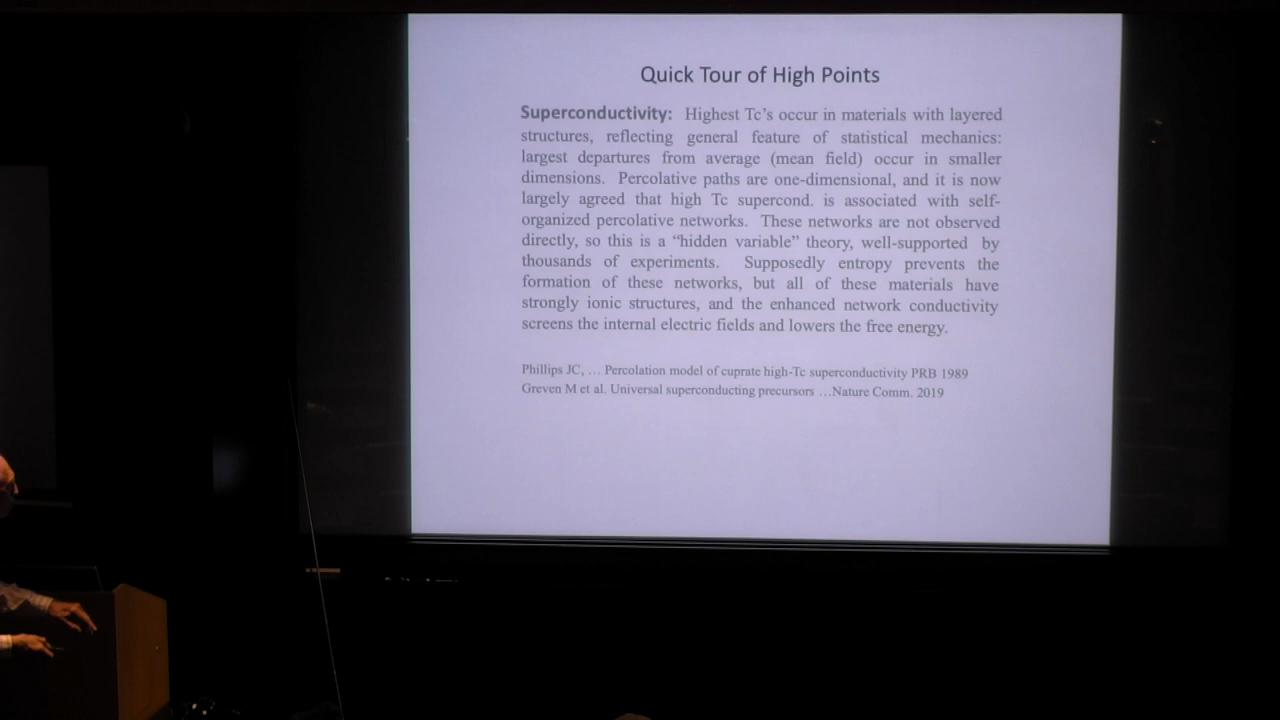 Quick Tour of High Points
Superconductivity: Highest Tc's occur in materials with layered
structures, reflecting general feature of statistical mechanics:
largest departures from average (mean field) occur in smaller
dimensions. Percolative paths are one-dimensional, and it is now
largely agreed that high Tc supercond. is associated with self-
organized percolative networks. These networks are not observed
directly, so this is a “hidden variable” theory, well-supported by
thousands of experiments. Supposedly entropy prevents the
formation of these networks, but all of these materials have
strongly ionic structures, and the enhanced network conductivity
screens the internal electric fields and lowers the free energy.
Phillips JC, … Percolation model of cuprate high-Tc superconductivity PRB 1989
Greven M et al. Universal superconducting precursors …Nature Comm. 2019